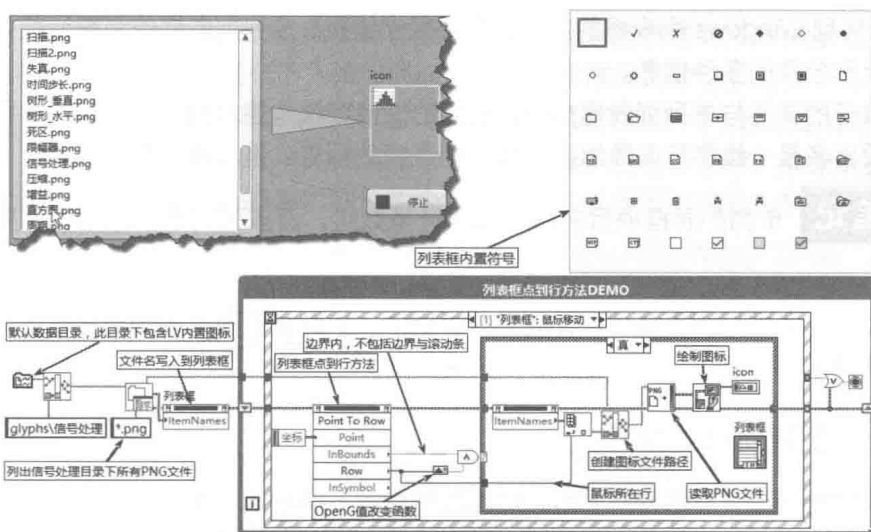 扫描.png
扫描2.png
失真.png
时间步长.png
树形_垂直.png
树形_水平.png
死区.png
限幅器.png
信号处理.png
压缩.png
增益.png
直方图.png
周期.png
icon
停止
列表框内置符号
列表框点到行方法DEMO
[1] "列表框": 鼠标移动
默认数据目录，此目录下包含LV内置图标
文件名写入到列表框
列表框
ItemNames
glyphs\信号处理
*.png
列出信号处理目录下所有PNG文件
边界内，不包括边界与滚动条
列表框点到行方法
Point To Row
坐标
Point
InBounds
Row
InSymbol
OpenG值改变函数
真
ItemNames
PNG
绘制图标
icon
列表框
创建图标文件路径
鼠标所在行
读取PNG文件